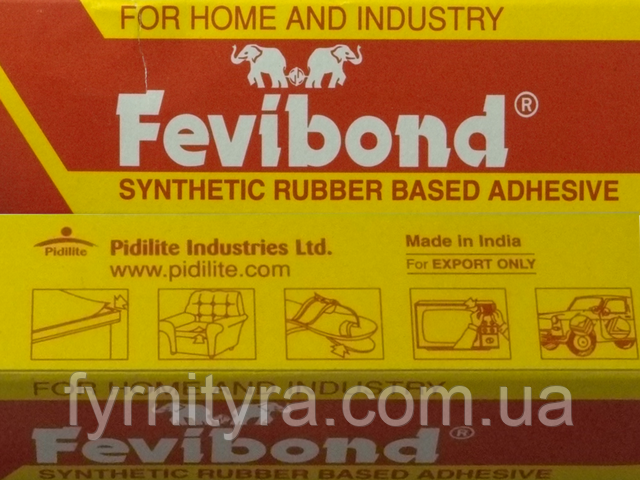 FOR HOME AND INDUSTRY
Fevibond®
SYNTHETIC RUBBER BASED ADHESIVE
Pidilite
Pidilite Industries Ltd.
www.pidilite.com
Made in India
For EXPORT ONLY
FOR HOME AND INDUSTRY
fyrnityra.com.ua
Fevibond®
SYNTHETIC RUBBER BASED ADHESIVE